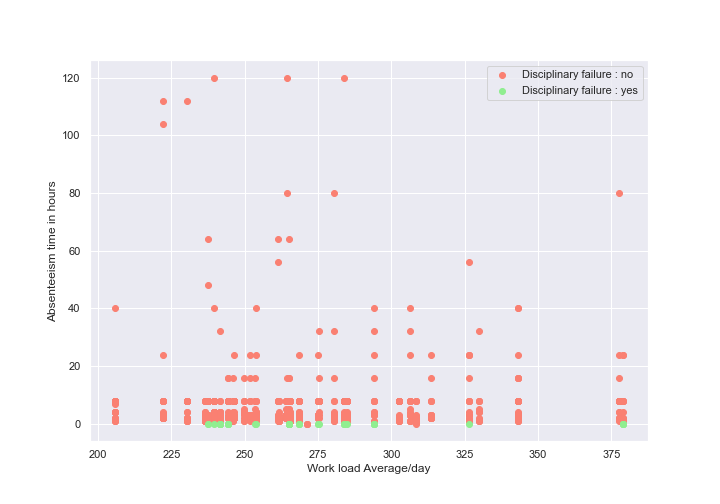 Disciplinary failure : no
Disciplinary failure : yes
120
100
80
60
40
20
0
Absenteeism time in hours
200 225 250 275 300 325 350 375
Work load Average/day